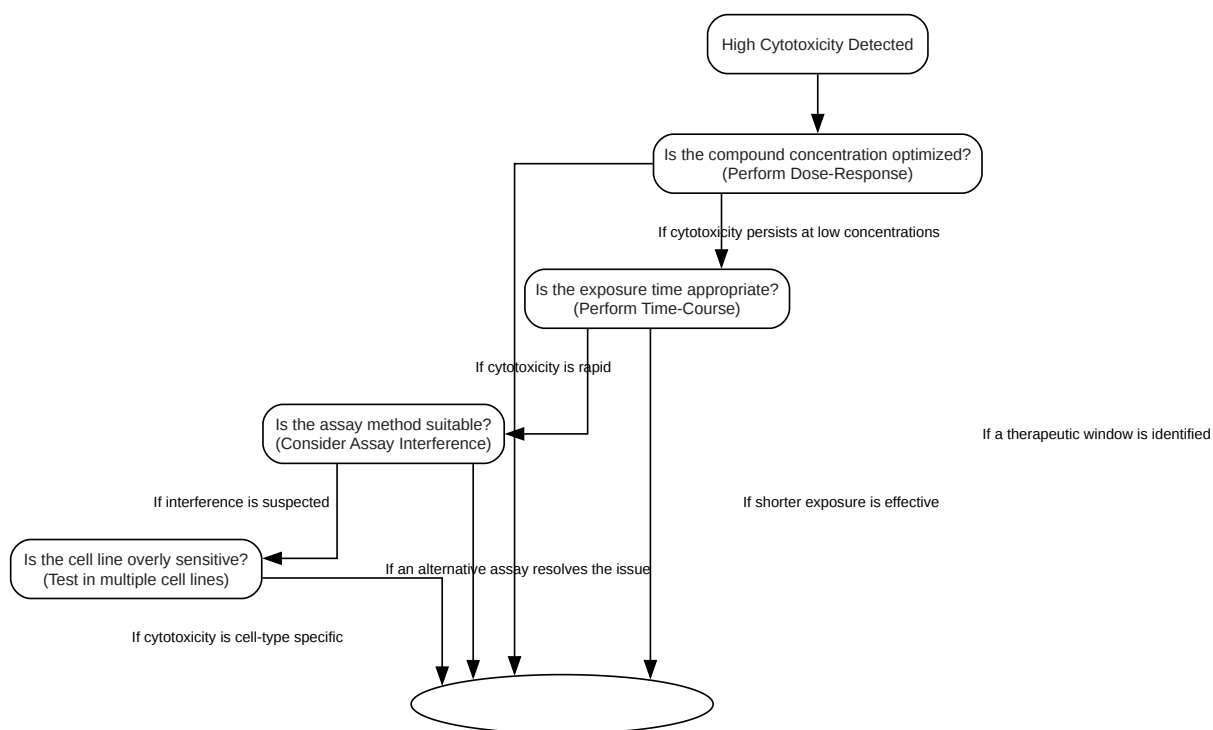 High Cytotoxicity Detected
Is the compound concentration optimized?
(Perform Dose-Response)
If cytotoxicity persists at low concentrations
Is the exposure time appropriate?
(Perform Time-Course)
If cytotoxicity is rapid
Is the assay method suitable?
(Consider Assay Interference)
If a therapeutic window is identified
If interference is suspected
If shorter exposure is effective
Is the cell line overly sensitive?
(Test in multiple cell lines)
If an alternative assay resolves the issue
If cytotoxicity is cell-type specific